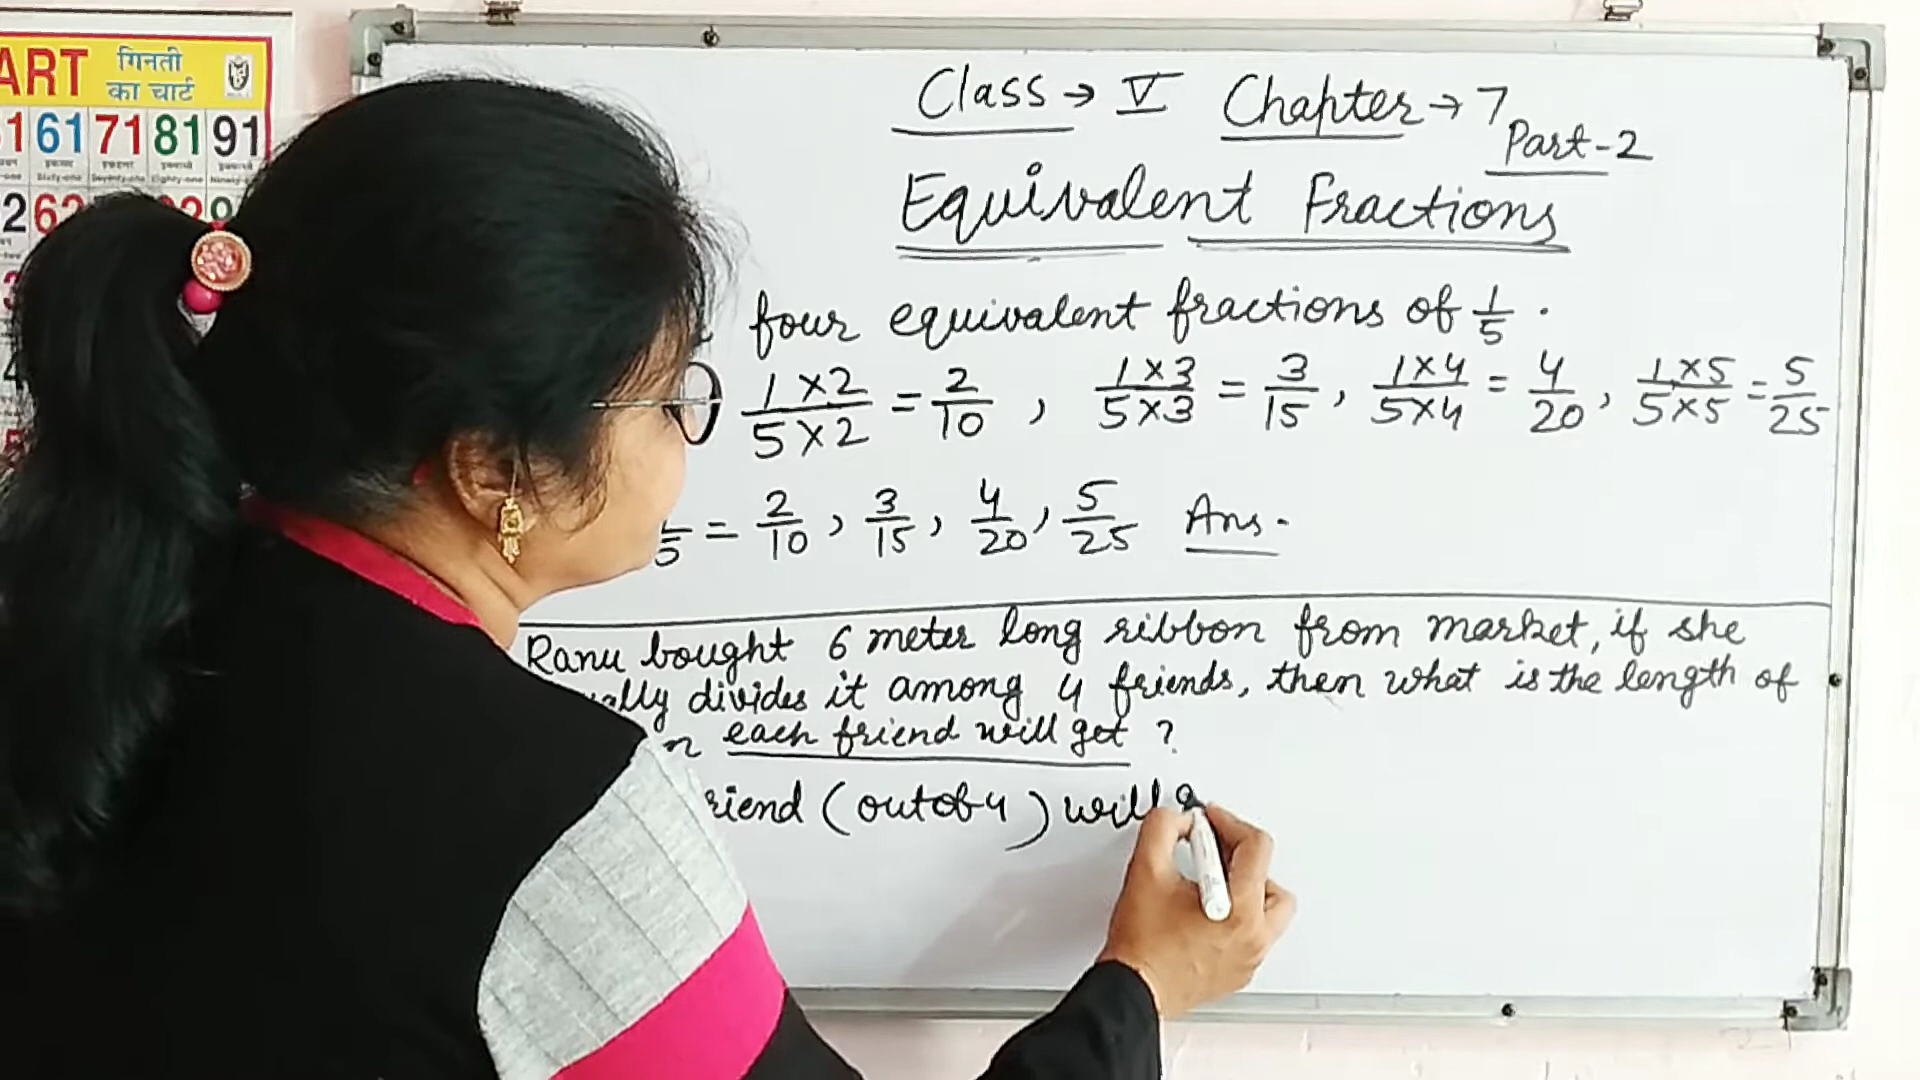 ART गिनती
का चार्ट
1 61 71 81 91
Class → V Chapter → 7
Part-2
Equivalent Fractions
four equivalent fractions of 1/5 .
1×2/5×2 = 2/10 , 1×3/5×3 = 3/15 , 1×4/5×4 = 4/20 , 1×5/5×5 = 5/25
/5 = 2/10 , 3/15 , 4/20 , 5/25 Ans.
Ranu bought 6 meter long ribbon from market, if she
ally divides it among 4 friends, then what is the length of
n each friend will get ?
riend (out of 4) will g